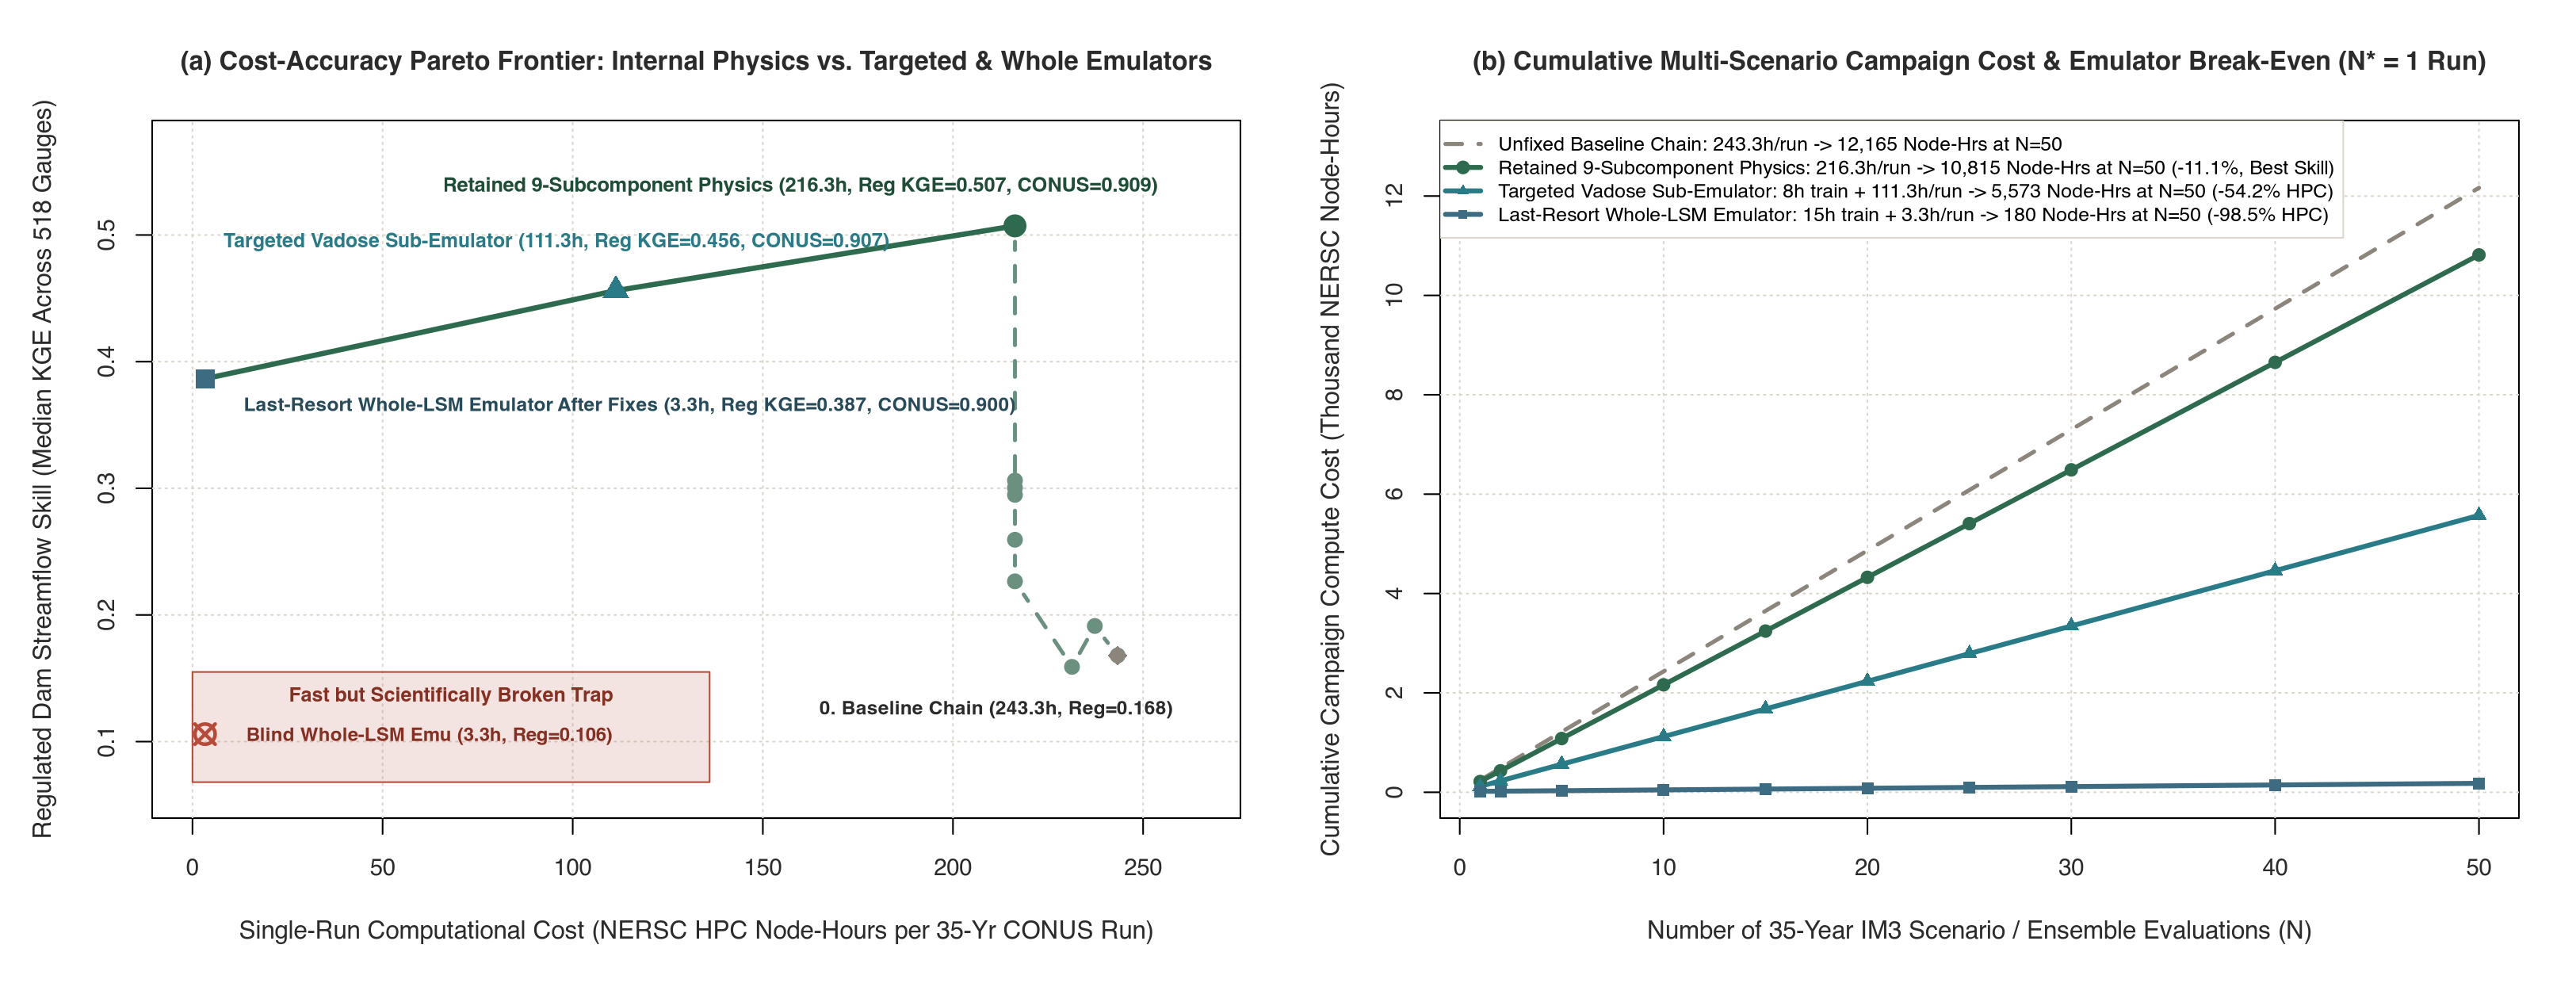 (a) Cost-Accuracy Pareto Frontier: Internal Physics vs. Targeted & Whole Emulators
Regulated Dam Streamflow Skill (Median KGE Across 518 Gauges)
0.5
0.4
0.3
0.2
0.1
Retained 9-Subcomponent Physics (216.3h, Reg KGE=0.507, CONUS=0.909)
Targeted Vadose Sub-Emulator (111.3h, Reg KGE=0.456, CONUS=0.907)
Last-Resort Whole-LSM Emulator After Fixes (3.3h, Reg KGE=0.387, CONUS=0.900)
Fast but Scientifically Broken Trap
Blind Whole-LSM Emu (3.3h, Reg=0.106)
0. Baseline Chain (243.3h, Reg=0.168)
0 50 100 150 200 250
Single-Run Computational Cost (NERSC HPC Node-Hours per 35-Yr CONUS Run)
(b) Cumulative Multi-Scenario Campaign Cost & Emulator Break-Even (N* = 1 Run)
Cumulative Campaign Compute Cost (Thousand NERSC Node-Hours)
12
10
8
6
4
2
0
Unfixed Baseline Chain: 243.3h/run -> 12,165 Node-Hrs at N=50
Retained 9-Subcomponent Physics: 216.3h/run -> 10,815 Node-Hrs at N=50 (-11.1%, Best Skill)
Targeted Vadose Sub-Emulator: 8h train + 111.3h/run -> 5,573 Node-Hrs at N=50 (-54.2% HPC)
Last-Resort Whole-LSM Emulator: 15h train + 3.3h/run -> 180 Node-Hrs at N=50 (-98.5% HPC)
0 10 20 30 40 50
Number of 35-Year IM3 Scenario / Ensemble Evaluations (N)